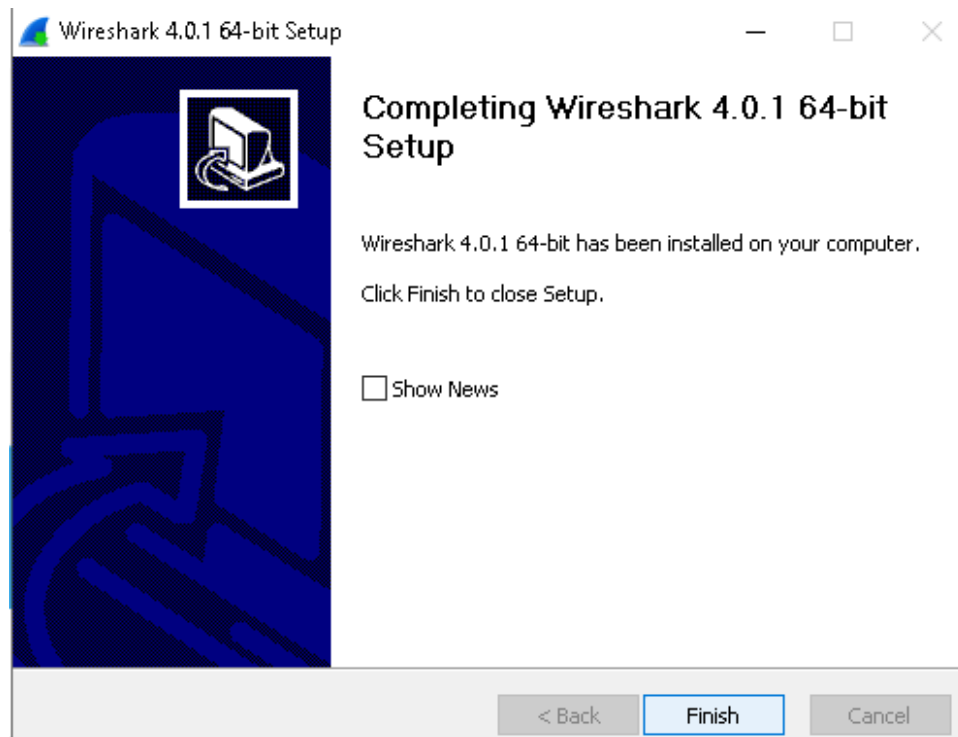 Wireshark 4.0.1 64-bit Setup
Completing Wireshark 4.0.1 64-bit
Setup
Wireshark 4.0.1 64-bit has been installed on your computer.
Click Finish to close Setup.
Show News
< Back
Finish
Cancel